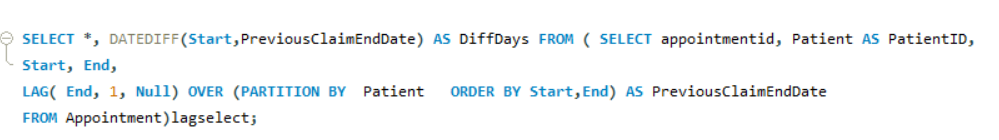 SELECT *, DATEDIFF(Start,PreviousClaimEndDate) AS DiffDays FROM ( SELECT appointmentid, Patient AS PatientID,
Start, End,
LAG( End, 1, Null) OVER (PARTITION BY  Patient   ORDER BY Start,End) AS PreviousClaimEndDate
FROM Appointment)lagselect;